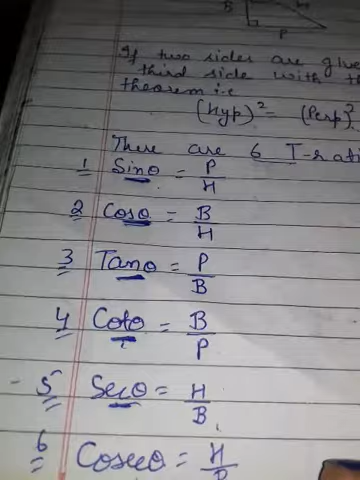 B
P
If two sides are give
third side with th
theorem i.e
(Hyp)² = (Perp)²
There are 6 T-rati
1 Sinθ = P/H
2 Cosθ = B/H
3 Tanθ = P/B
4 Cotθ = B/P
5 Secθ = H/B
6 Cosecθ = H/P